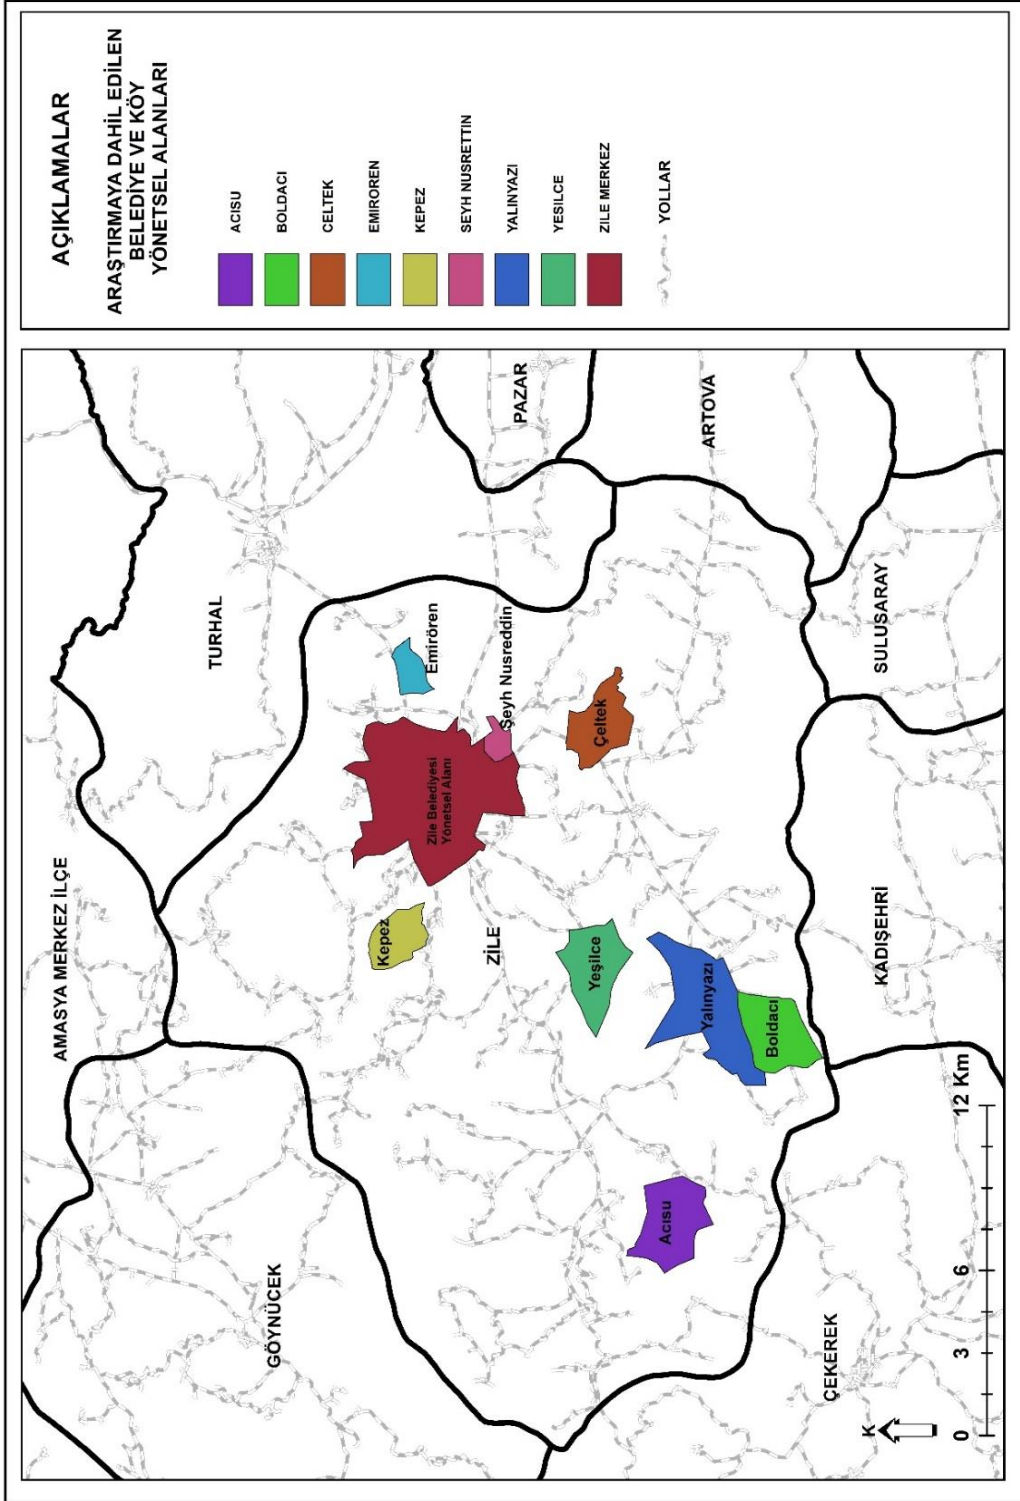 AÇIKLAMALAR
ARAŞTIRMAYA DAHİL EDİLEN
BELEDİYE VE KÖY
YÖNETSEL ALANLARI
ACISU
BOLDACI
CELTEK
EMIROREN
KEPEZ
SEYH NUSRETTIN
YALINYAZI
YESILCE
ZILE MERKEZ
YOLLAR
AMASYA MERKEZ İLÇE
TURHAL
GÖYNÜCEK
PAZAR
Emirören
Kepez
Zile Belediyesi
Yönetsel Alanı
Şeyh Nusreddin
ZİLE
Çeltek
Yeşilce
ARTOVA
Acısu
Yalınyazı
Boldacı
SULUSARAY
KADIŞEHRİ
ÇEKEREK
K
0 3 6 12 Km